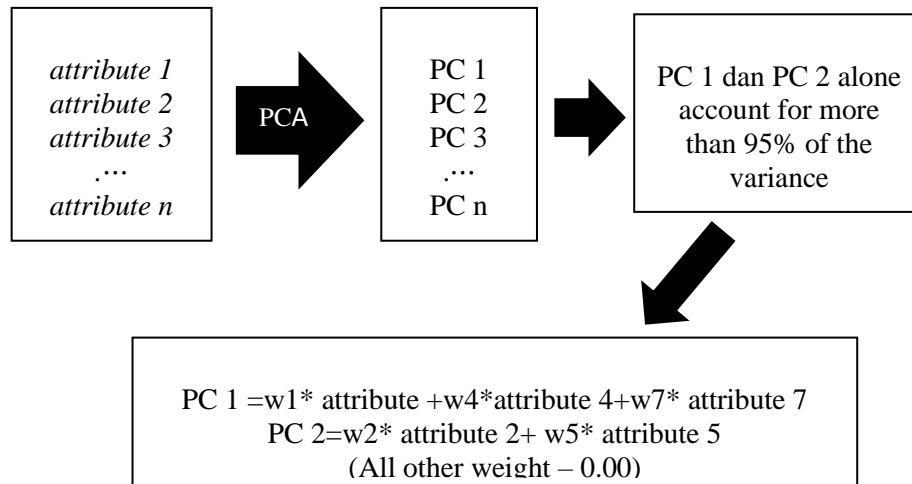 attribute 1
attribute 2
attribute 3
.…
attribute n
PCA
PC 1
PC 2
PC 3
.…
PC n
PC 1 dan PC 2 alone
account for more
than 95% of the
variance
PC 1 =w1* attribute +w4*attribute 4+w7* attribute 7
PC 2=w2* attribute 2+ w5* attribute 5
(All other weight – 0.00)